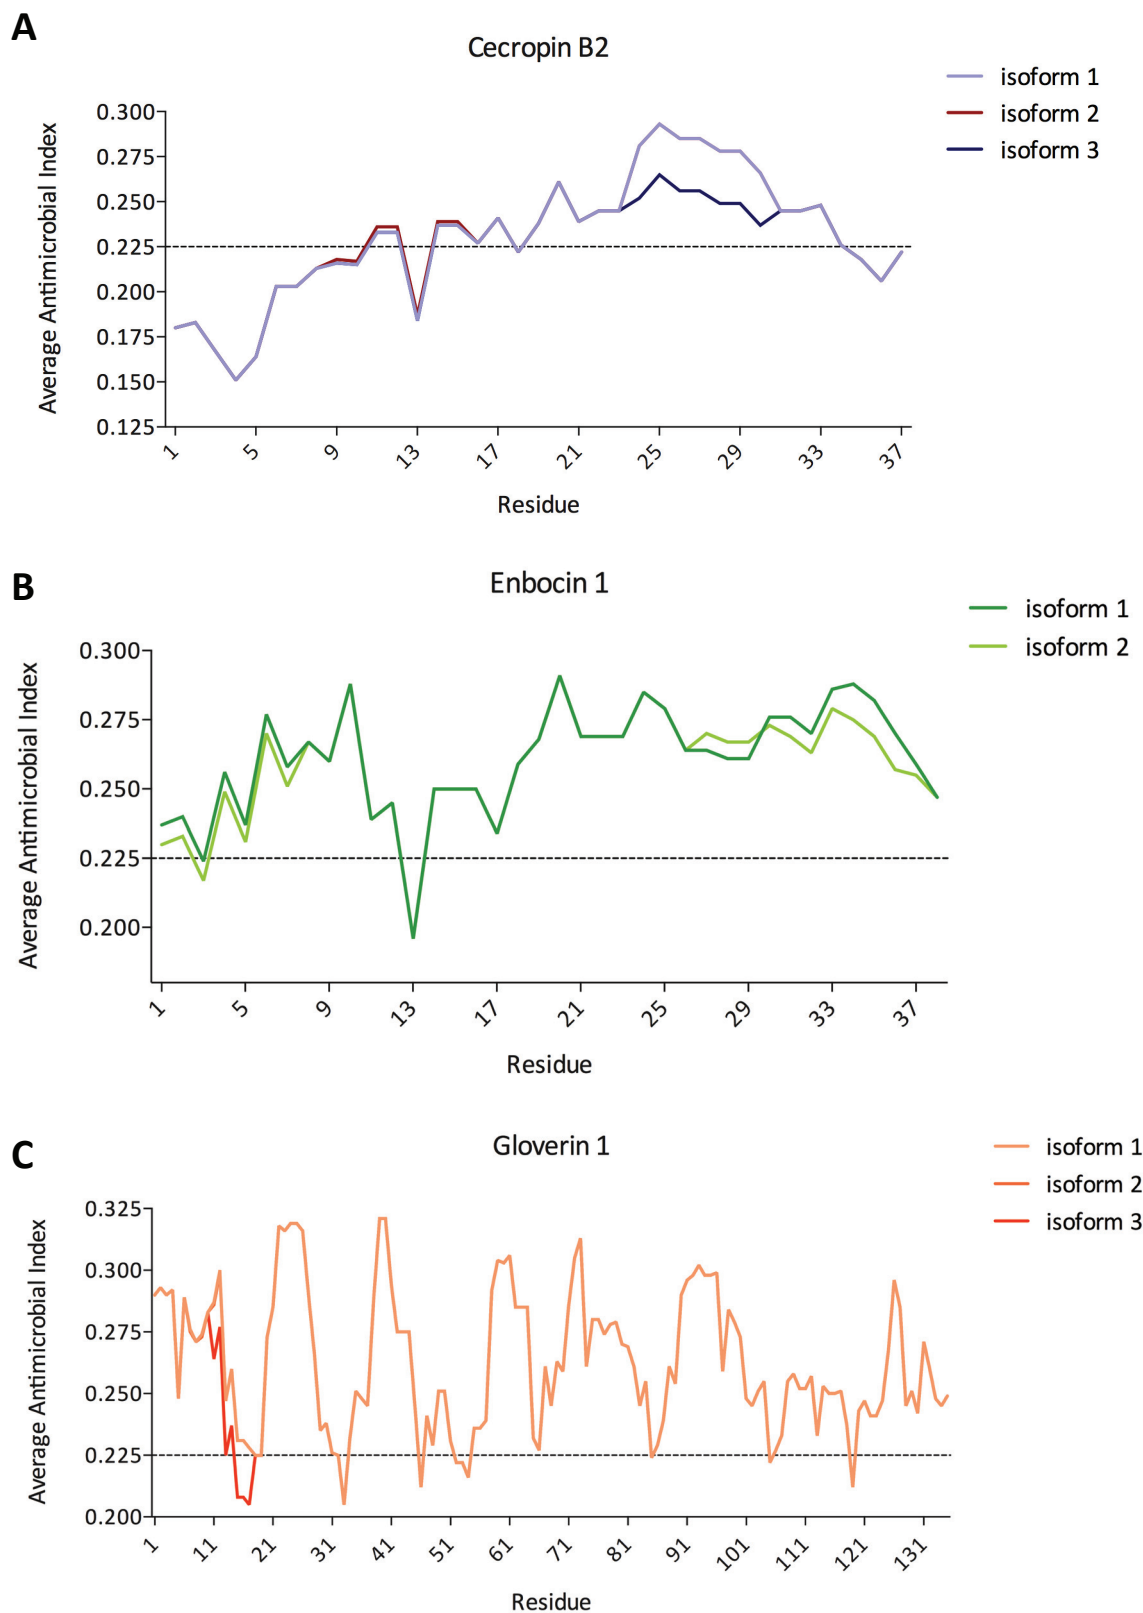 A
Cecropin B2
isoform 1
isoform 2
isoform 3
Average Antimicrobial Index
0.300
0.275
0.250
0.225
0.200
0.175
0.150
0.125
1 5 9 13 17 21 25 29 33 37
Residue
B
Enbocin 1
isoform 1
isoform 2
Average Antimicrobial Index
0.300
0.275
0.250
0.225
0.200
1 5 9 13 17 21 25 29 33 37
Residue
C
Gloverin 1
isoform 1
isoform 2
isoform 3
Average Antimicrobial Index
0.325
0.300
0.275
0.250
0.225
0.200
1 11 21 31 41 51 61 71 81 91 101 111 121 131
Residue